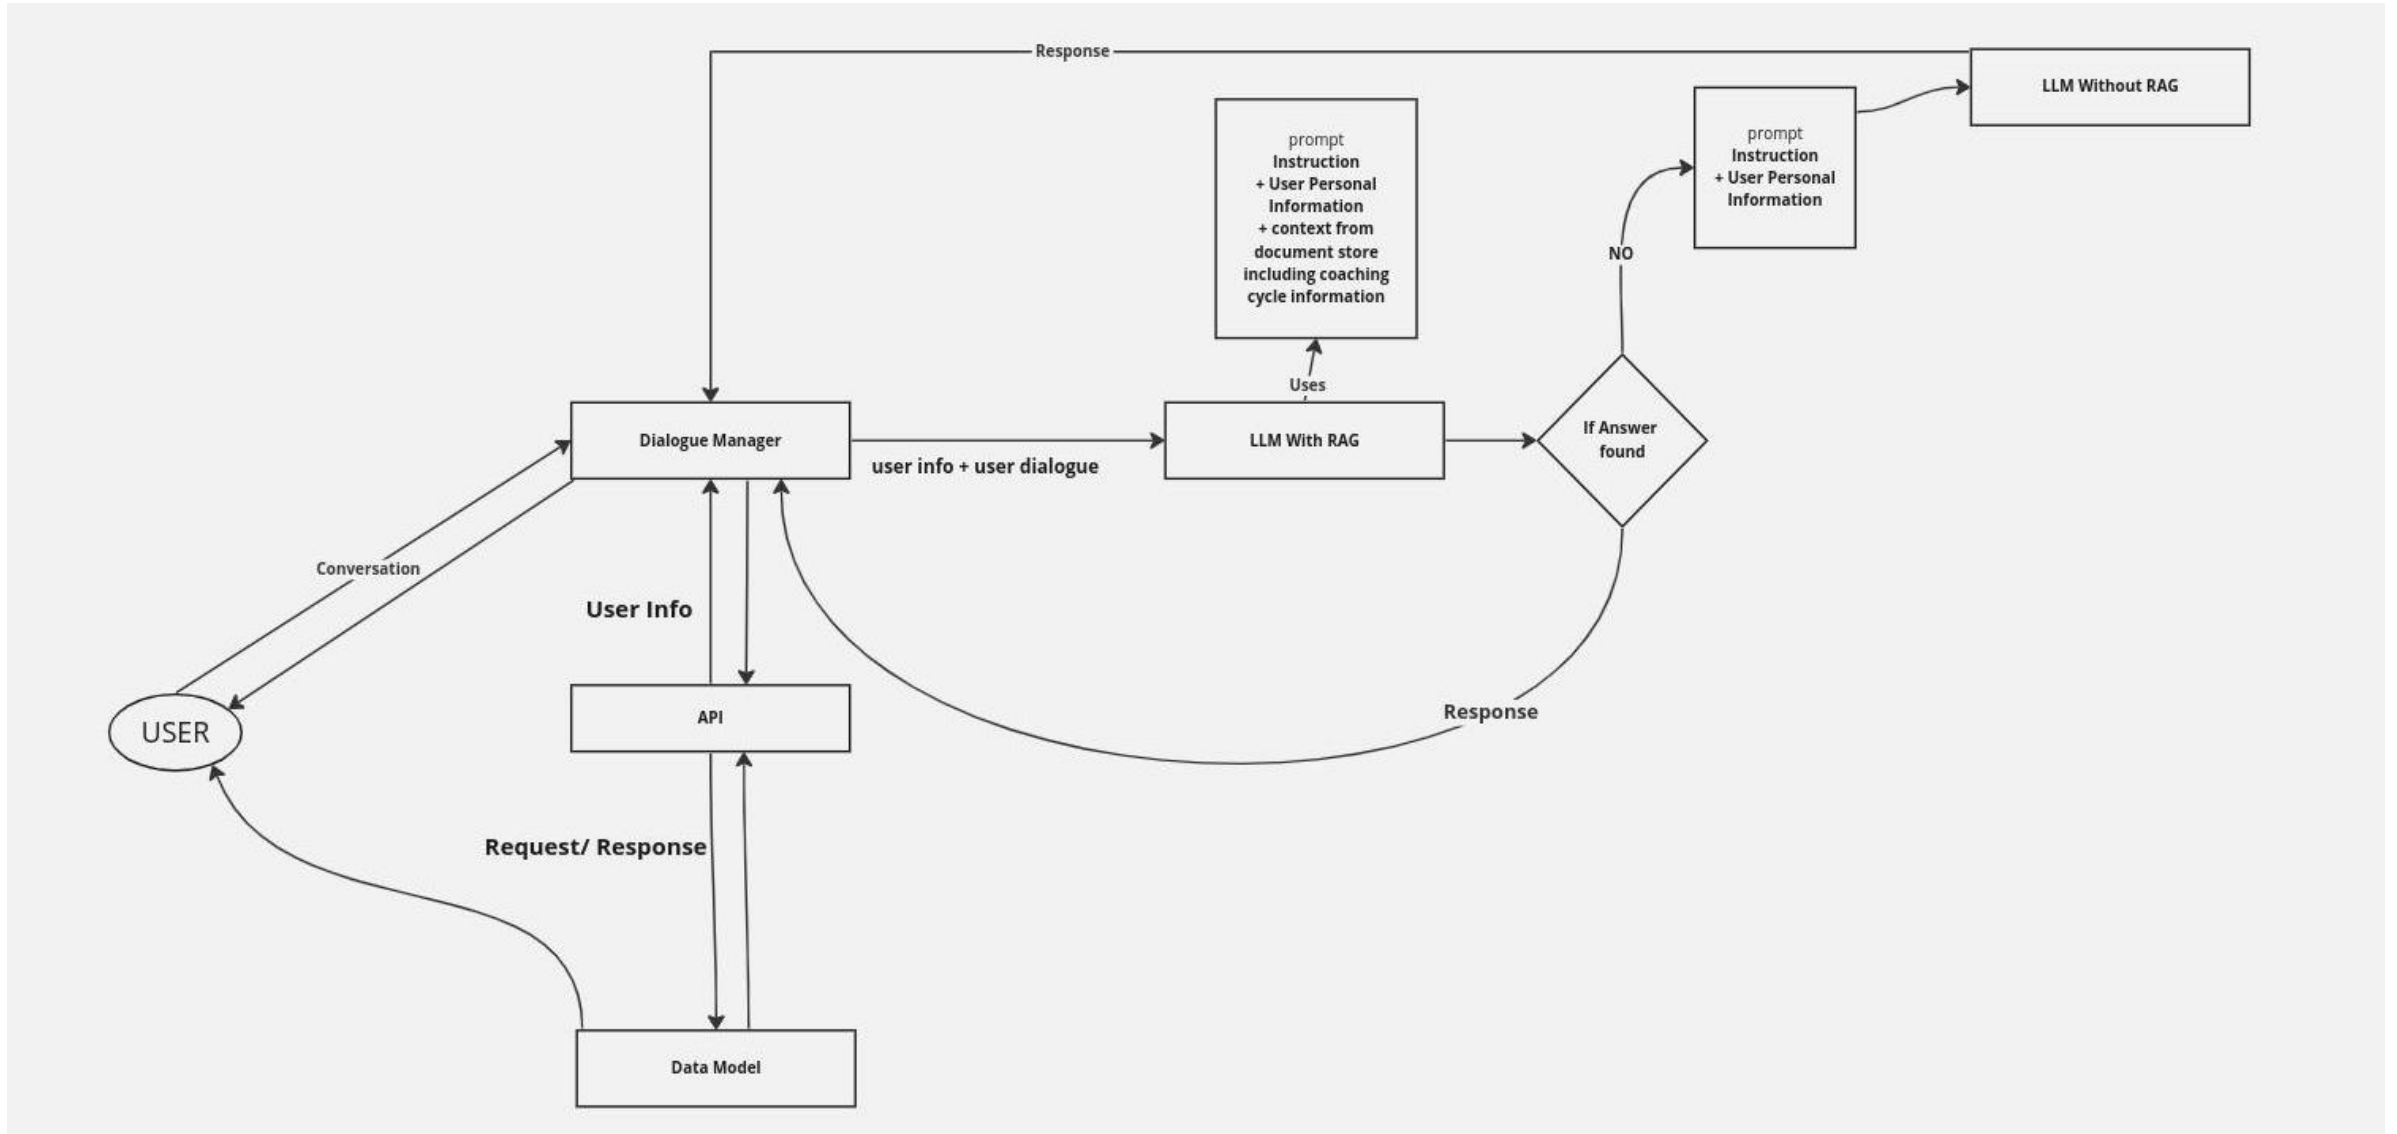 Response
LLM Without RAG
prompt
Instruction
+ User Personal
Information
+ context from
document store
including coaching
cycle information
prompt
Instruction
+ User Personal
Information
NO
Uses
Dialogue Manager
user info + user dialogue
LLM With RAG
If Answer
found
Conversation
User Info
API
Response
USER
Request/ Response
Data Model